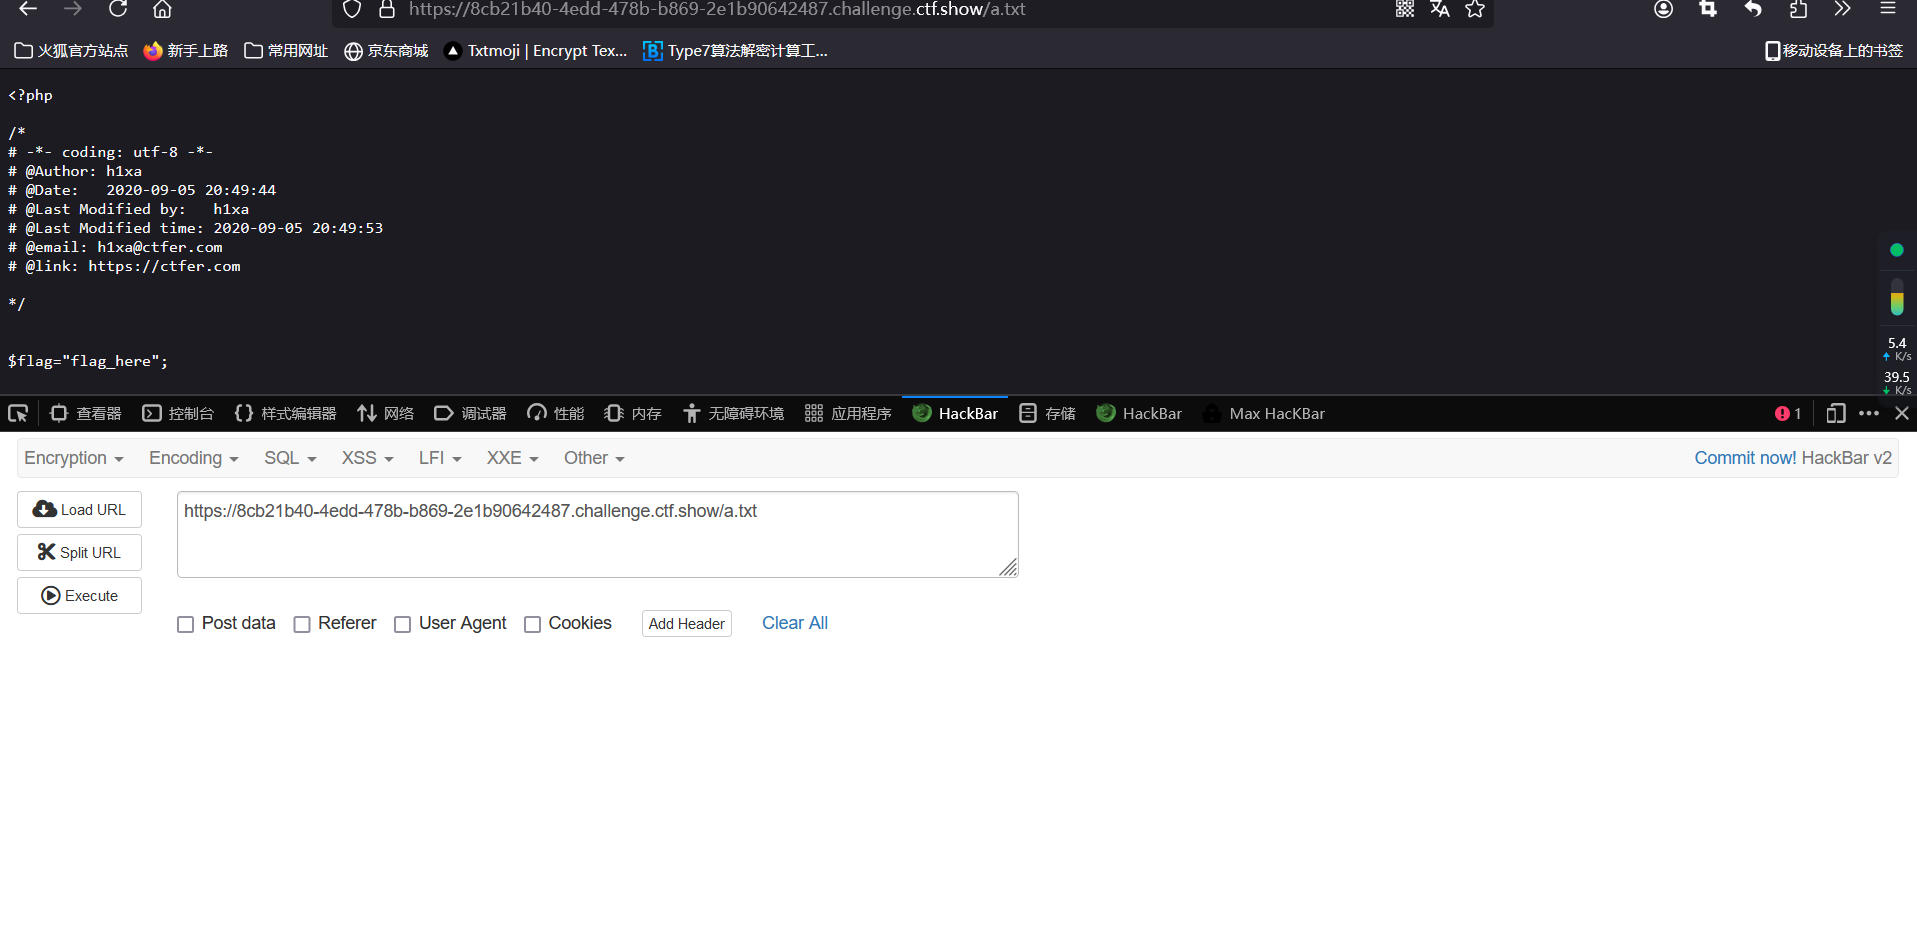 https://8cb21b40-4edd-478b-b869-2e1b90642487.challenge.ctf.show/a.txt
火狐官方站点 新手上路 常用网址 京东商城 Txtmoji | Encrypt Tex... Type7算法解密计算工... 移动设备上的书签
<?php
/*
# -*- coding: utf-8 -*-
# @Author: h1xa
# @Date:   2020-09-05 20:49:44
# @Last Modified by:   h1xa
# @Last Modified time: 2020-09-05 20:49:53
# @email: h1xa@ctfer.com
# @link: https://ctfer.com
*/
$flag="flag_here";
5.4
K/s
39.5
K/s
查看器 控制台 样式编辑器 网络 调试器 性能 内存 无障碍环境 应用程序 HackBar 存储 HackBar Max HacKBar 1
Encryption Encoding SQL XSS LFI XXE Other Commit now! HackBar v2
Load URL
https://8cb21b40-4edd-478b-b869-2e1b90642487.challenge.ctf.show/a.txt
Split URL
Execute
Post data Referer User Agent Cookies Add Header Clear All